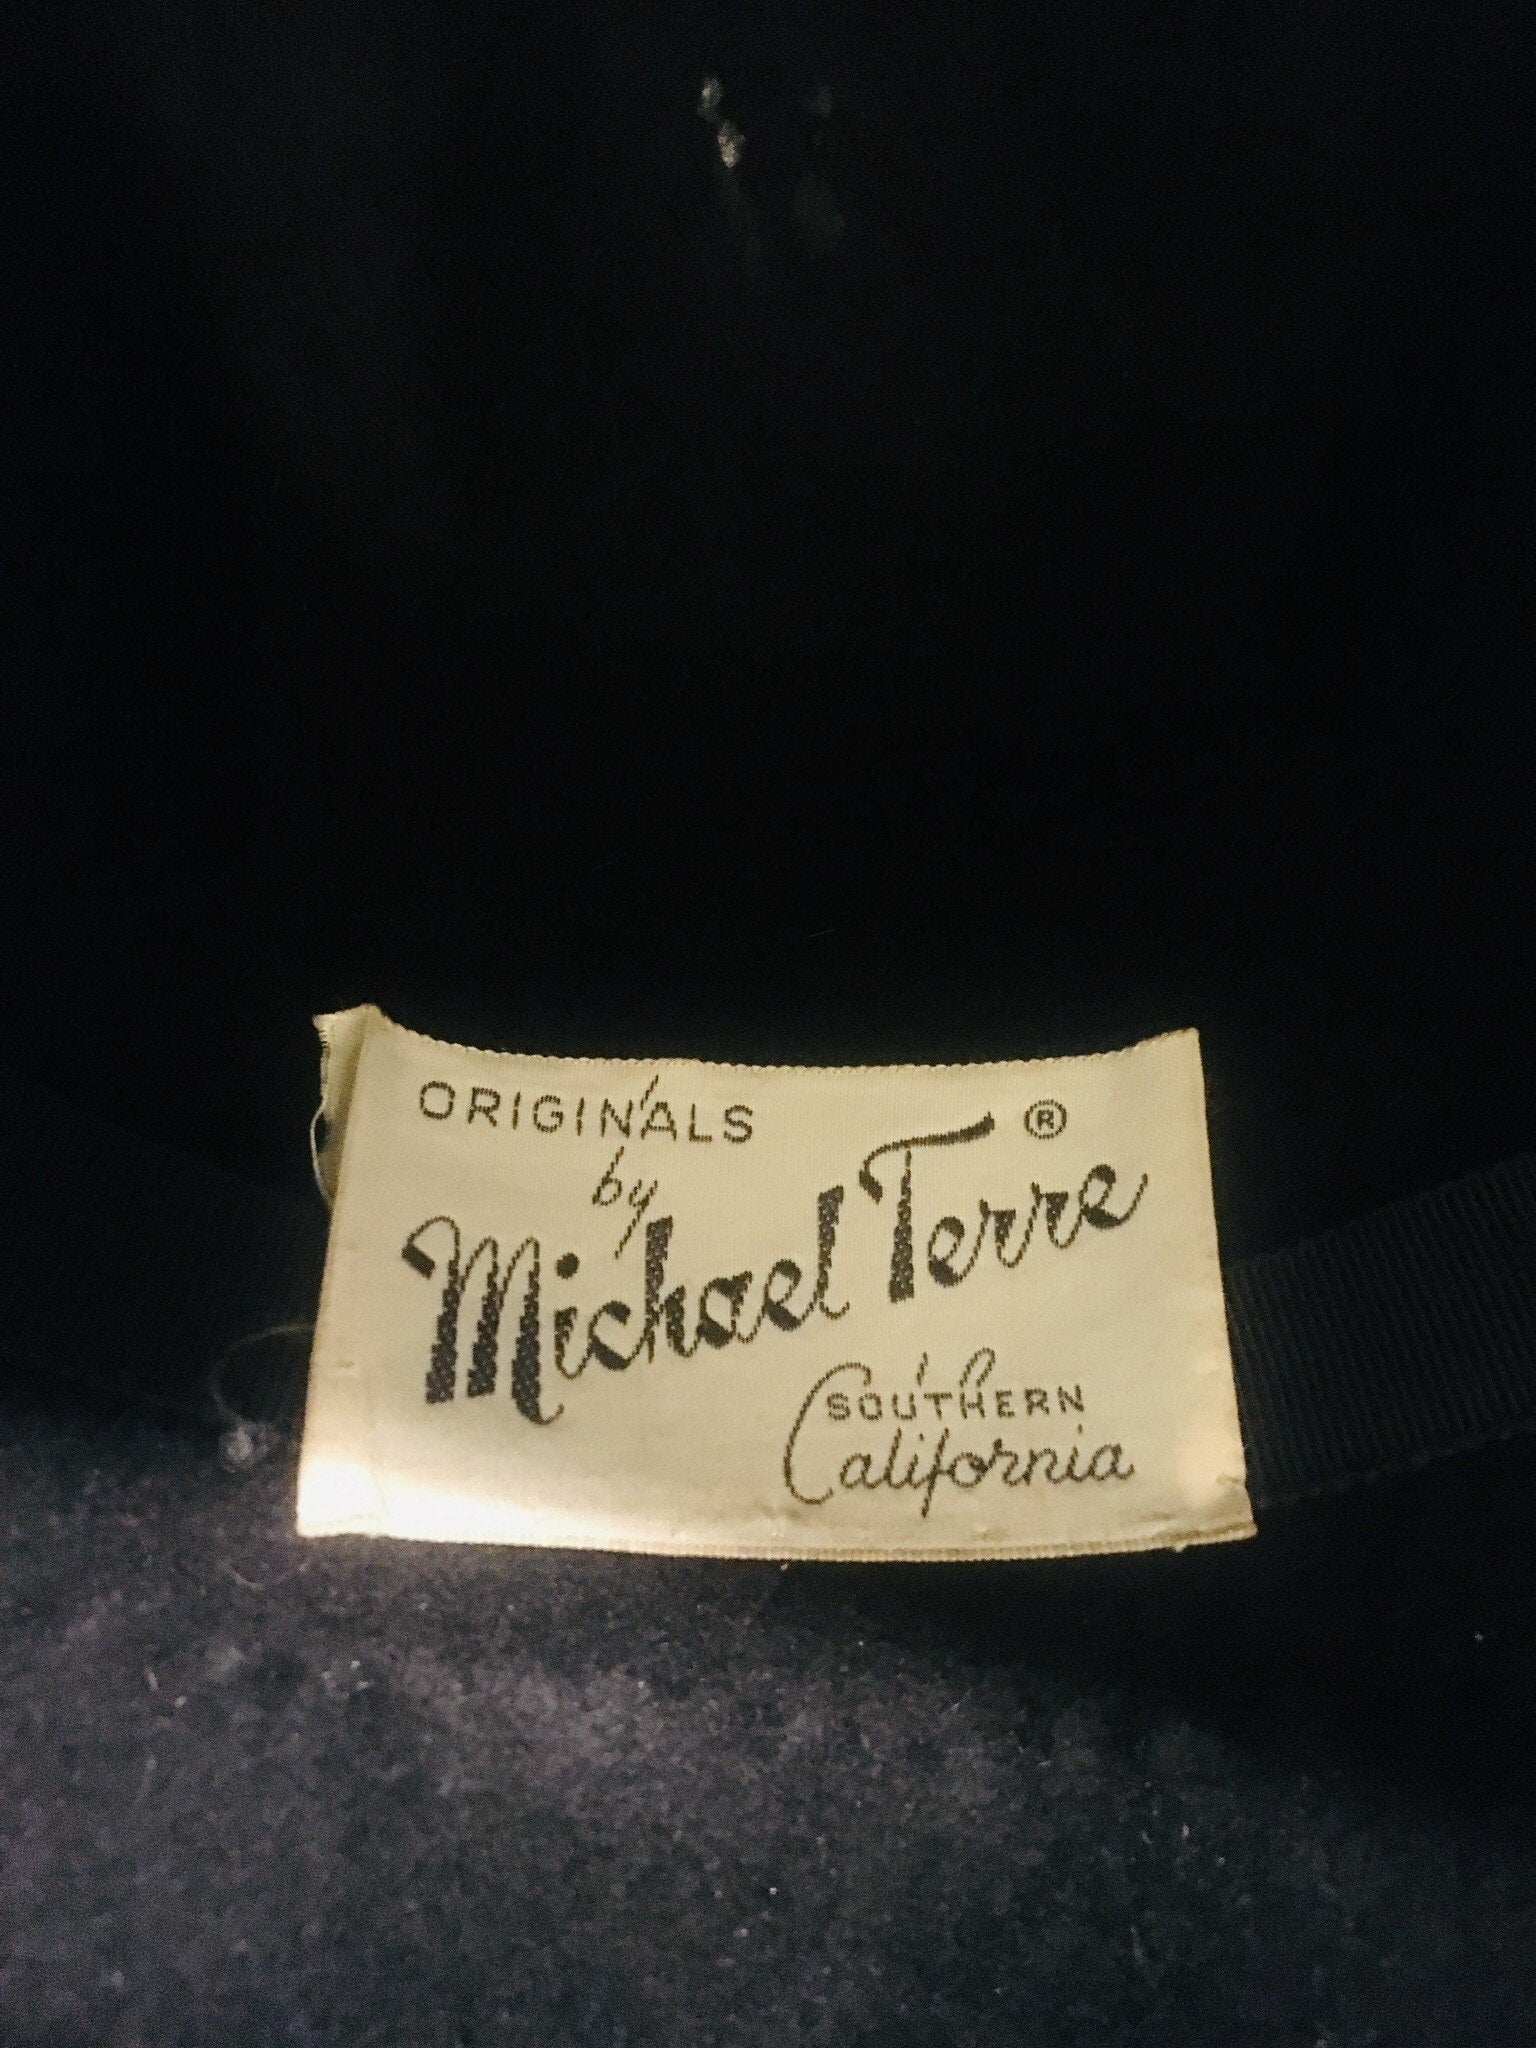 ORIGINALS
by
Michael Terre ®
SOUTHERN
California